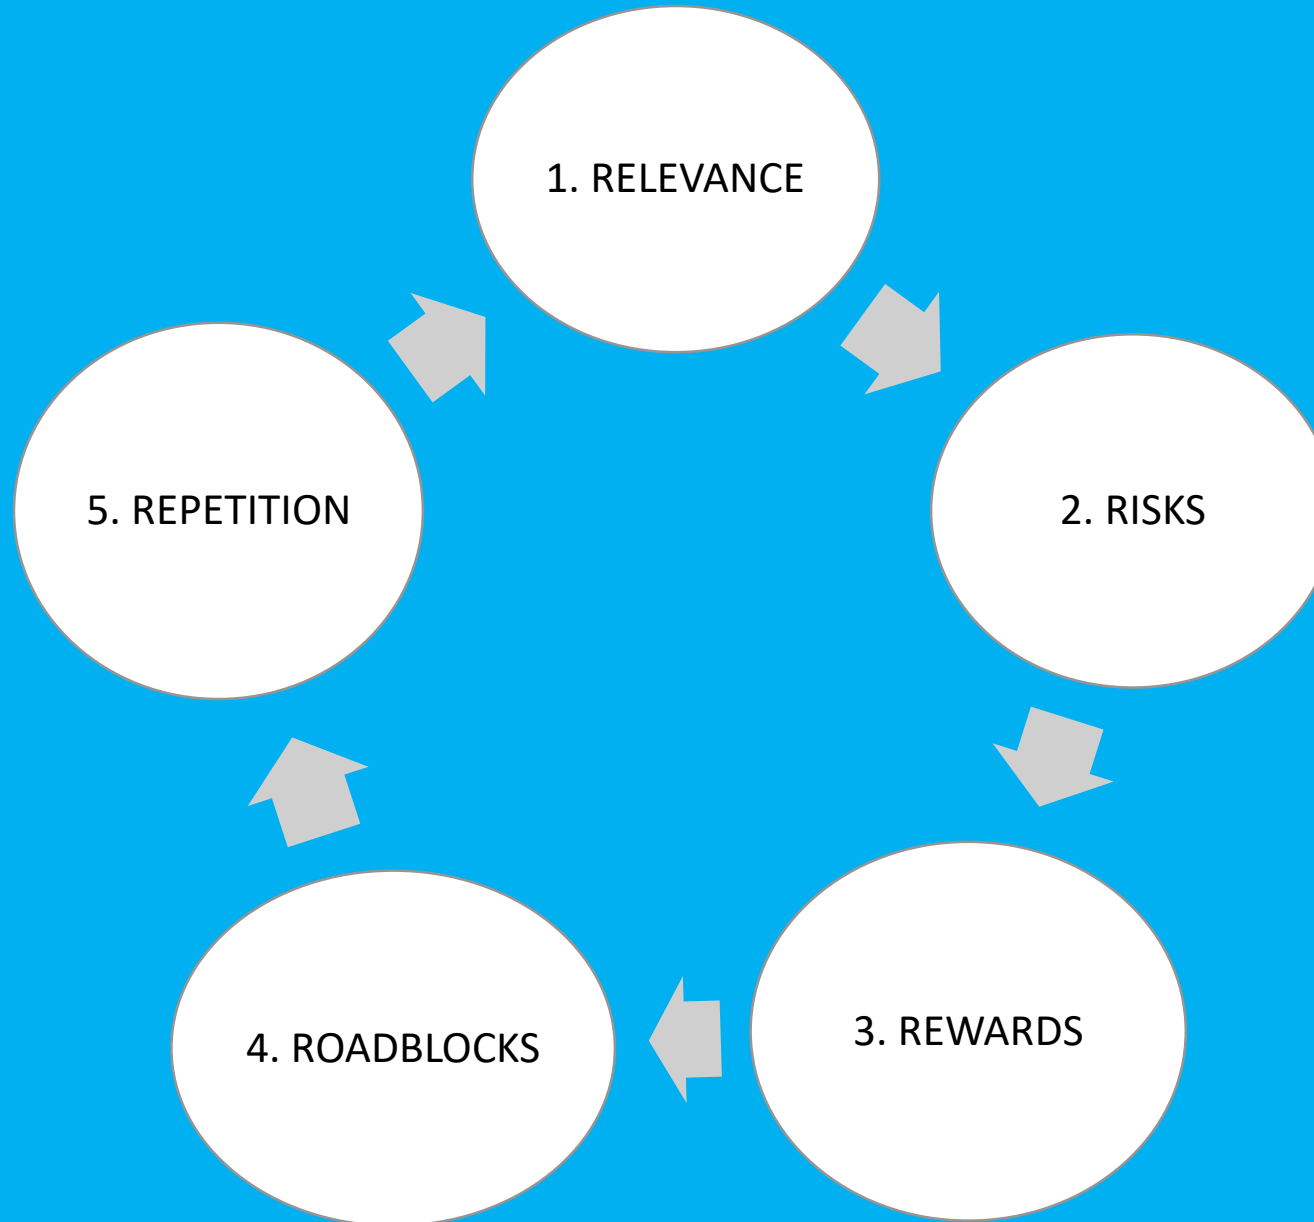 1. RELEVANCE
2. RISKS
3. REWARDS
4. ROADBLOCKS
5. REPETITION